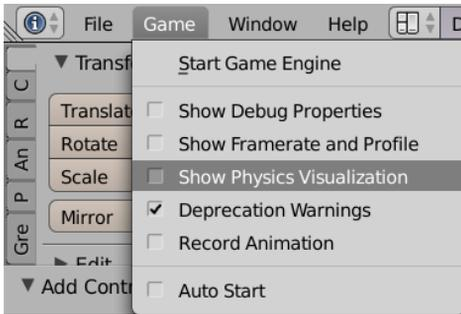 File Game Window Help
Start Game Engine
Show Debug Properties
Show Framerate and Profile
Show Physics Visualization
Deprecation Warnings
Record Animation
Auto Start
Transf
Translat
Rotate
Scale
Mirror
Edit
Add Contr
C
R
An
P
Gre